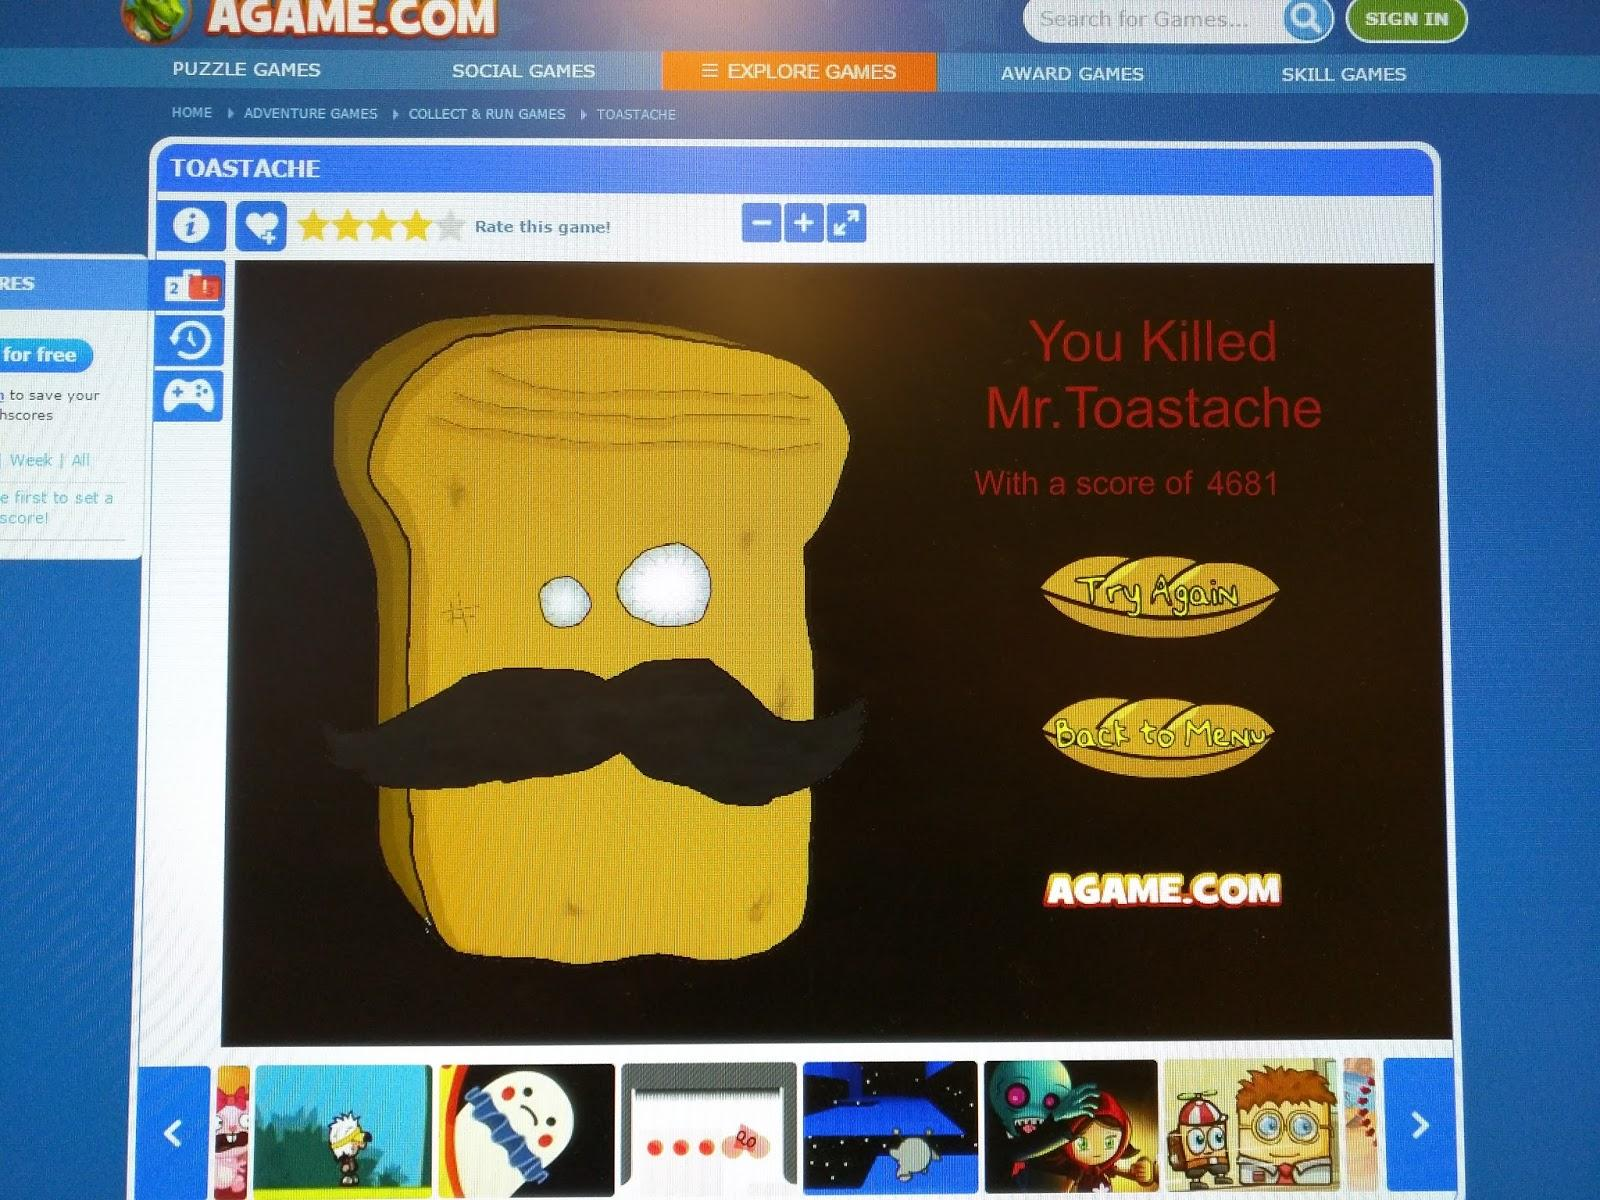 AGAME.COM
Search for Games...
SIGN IN
PUZZLE GAMES
SOCIAL GAMES
EXPLORE GAMES
AWARD GAMES
SKILL GAMES
HOME
ADVENTURE GAMES
COLLECT & RUN GAMES
TOASTACHE
TOASTACHE
Rate this game!
RES
2
!
for free
to save your
hscores
| Week | All
e first to set a
score!
You Killed
Mr.Toastache
With a score of 4681
Try Again
Back to Menu
AGAME.COM